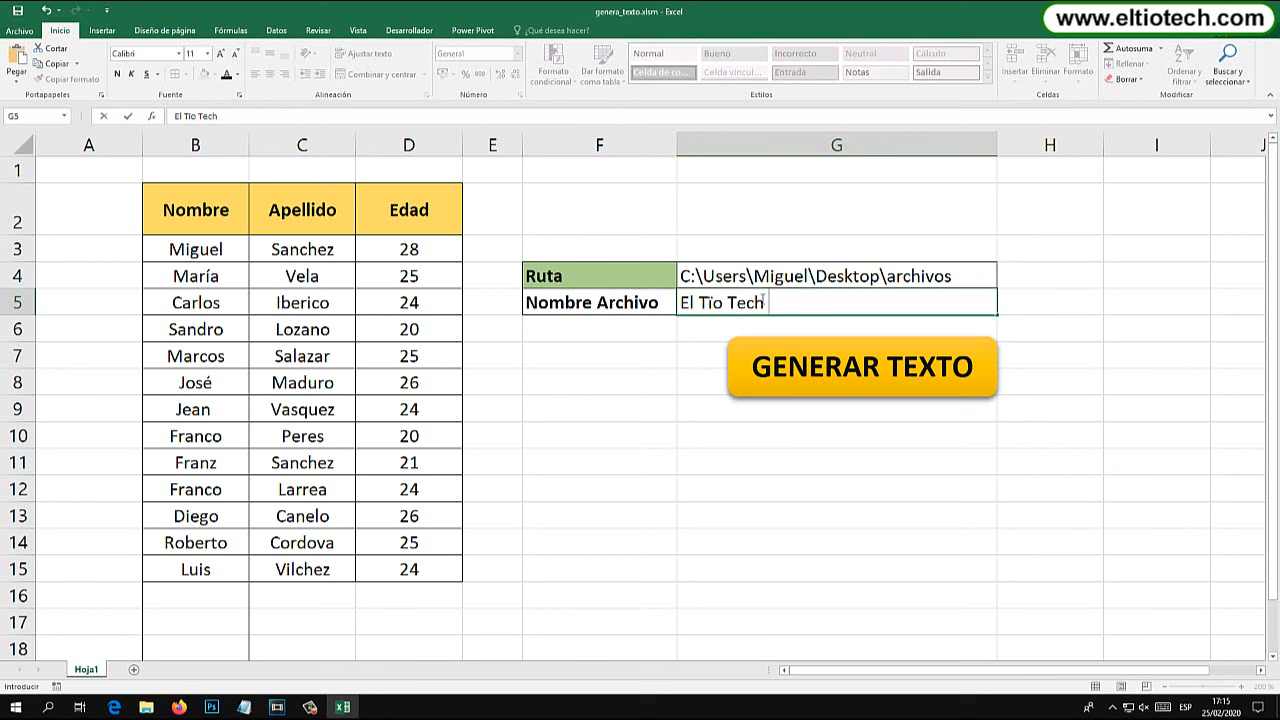 genera_texto.xlsm - Excel
www.eltiotech.com
Archivo Inicio Insertar Diseño de página Fórmulas Datos Revisar Vista Desarrollador Power Pivot ¿Qué desea hacer?
Pegar
Cortar
Copiar
Copiar formato
Portapapeles
Calibri 11
N K S
Fuente
Ajustar texto
Combinar y centrar
Alineación
General
% 000
Número
Formato condicional
Dar formato como tabla
Normal Bueno Incorrecto Neutral Cálculo
Celda de co... Celda vincul... Entrada Notas Salida
Estilos
Insertar Eliminar Formato
Celdas
Autosuma
Rellenar
Borrar
Ordenar y filtrar
Buscar y seleccionar
Modificar
G5 fx El Tïo Tech
A B C D E F G H I J
1
2 Nombre Apellido Edad
3 Miguel Sanchez 28
4 María Vela 25 Ruta C:\Users\Miguel\Desktop\archivos
5 Carlos Iberico 24 Nombre Archivo El Tïo Tech
6 Sandro Lozano 20
7 Marcos Salazar 25
GENERAR TEXTO
8 José Maduro 26
9 Jean Vasquez 24
10 Franco Peres 20
11 Franz Sanchez 21
12 Franco Larrea 24
13 Diego Canelo 26
14 Roberto Cordova 25
15 Luis Vilchez 24
16
17
18
Hoja1
Introducir
200 %
ESP
17:15
25/02/2020